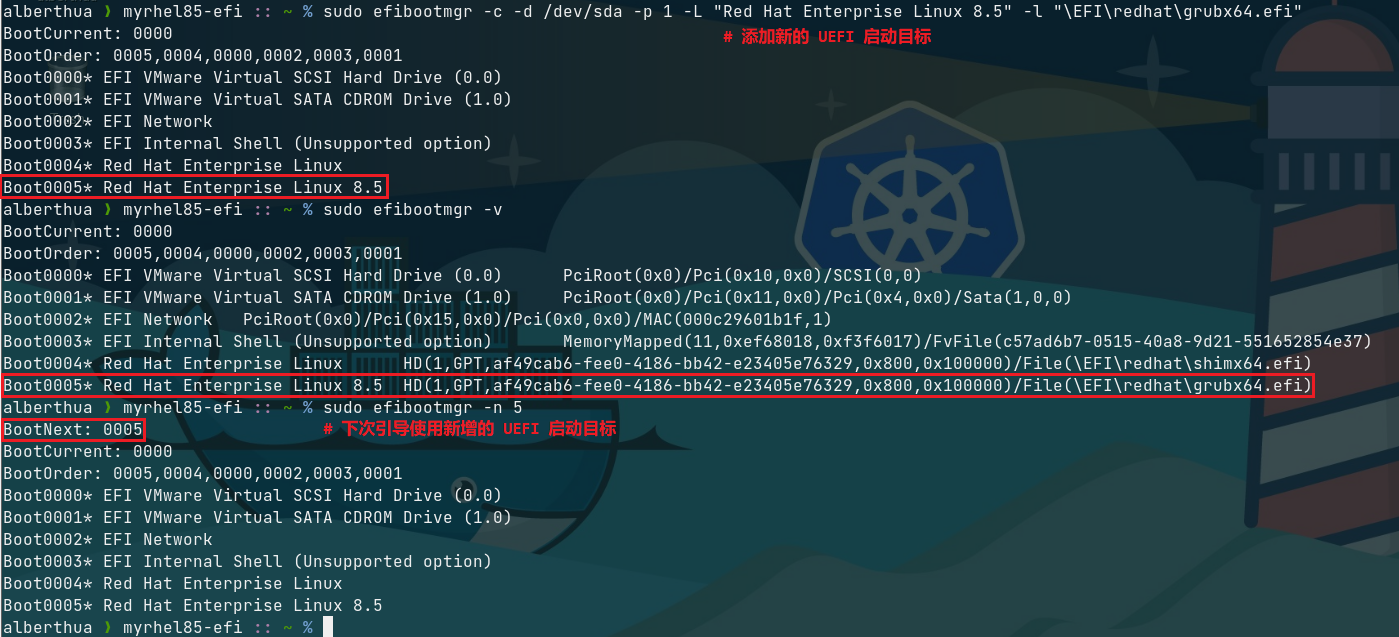 alberthua ❯ myrhel85-efi :: ~ % sudo efibootmgr -c -d /dev/sda -p 1 -L "Red Hat Enterprise Linux 8.5" -l "\EFI\redhat\grubx64.efi"
BootCurrent: 0000 # 添加新的 UEFI 启动目标
BootOrder: 0005,0004,0000,0002,0003,0001
Boot0000* EFI VMware Virtual SCSI Hard Drive (0.0)
Boot0001* EFI VMware Virtual SATA CDROM Drive (1.0)
Boot0002* EFI Network
Boot0003* EFI Internal Shell (Unsupported option)
Boot0004* Red Hat Enterprise Linux
Boot0005* Red Hat Enterprise Linux 8.5
alberthua ❯ myrhel85-efi :: ~ % sudo efibootmgr -v
BootCurrent: 0000
BootOrder: 0005,0004,0000,0002,0003,0001
Boot0000* EFI VMware Virtual SCSI Hard Drive (0.0) PciRoot(0x0)/Pci(0x10,0x0)/SCSI(0,0)
Boot0001* EFI VMware Virtual SATA CDROM Drive (1.0) PciRoot(0x0)/Pci(0x11,0x0)/Pci(0x4,0x0)/Sata(1,0,0)
Boot0002* EFI Network PciRoot(0x0)/Pci(0x15,0x0)/Pci(0x0,0x0)/MAC(000c29601b1f,1)
Boot0003* EFI Internal Shell (Unsupported option) MemoryMapped(11,0xef68018,0xf3f6017)/FvFile(c57ad6b7-0515-40a8-9d21-551652854e37)
Boot0004* Red Hat Enterprise Linux HD(1,GPT,af49cab6-fee0-4186-bb42-e23405e76329,0x800,0x100000)/File(\EFI\redhat\shimx64.efi)
Boot0005* Red Hat Enterprise Linux 8.5 HD(1,GPT,af49cab6-fee0-4186-bb42-e23405e76329,0x800,0x100000)/File(\EFI\redhat\grubx64.efi)
alberthua ❯ myrhel85-efi :: ~ % sudo efibootmgr -n 5
BootNext: 0005 # 下次引导使用新增的 UEFI 启动目标
BootCurrent: 0000
BootOrder: 0005,0004,0000,0002,0003,0001
Boot0000* EFI VMware Virtual SCSI Hard Drive (0.0)
Boot0001* EFI VMware Virtual SATA CDROM Drive (1.0)
Boot0002* EFI Network
Boot0003* EFI Internal Shell (Unsupported option)
Boot0004* Red Hat Enterprise Linux
Boot0005* Red Hat Enterprise Linux 8.5
alberthua ❯ myrhel85-efi :: ~ %